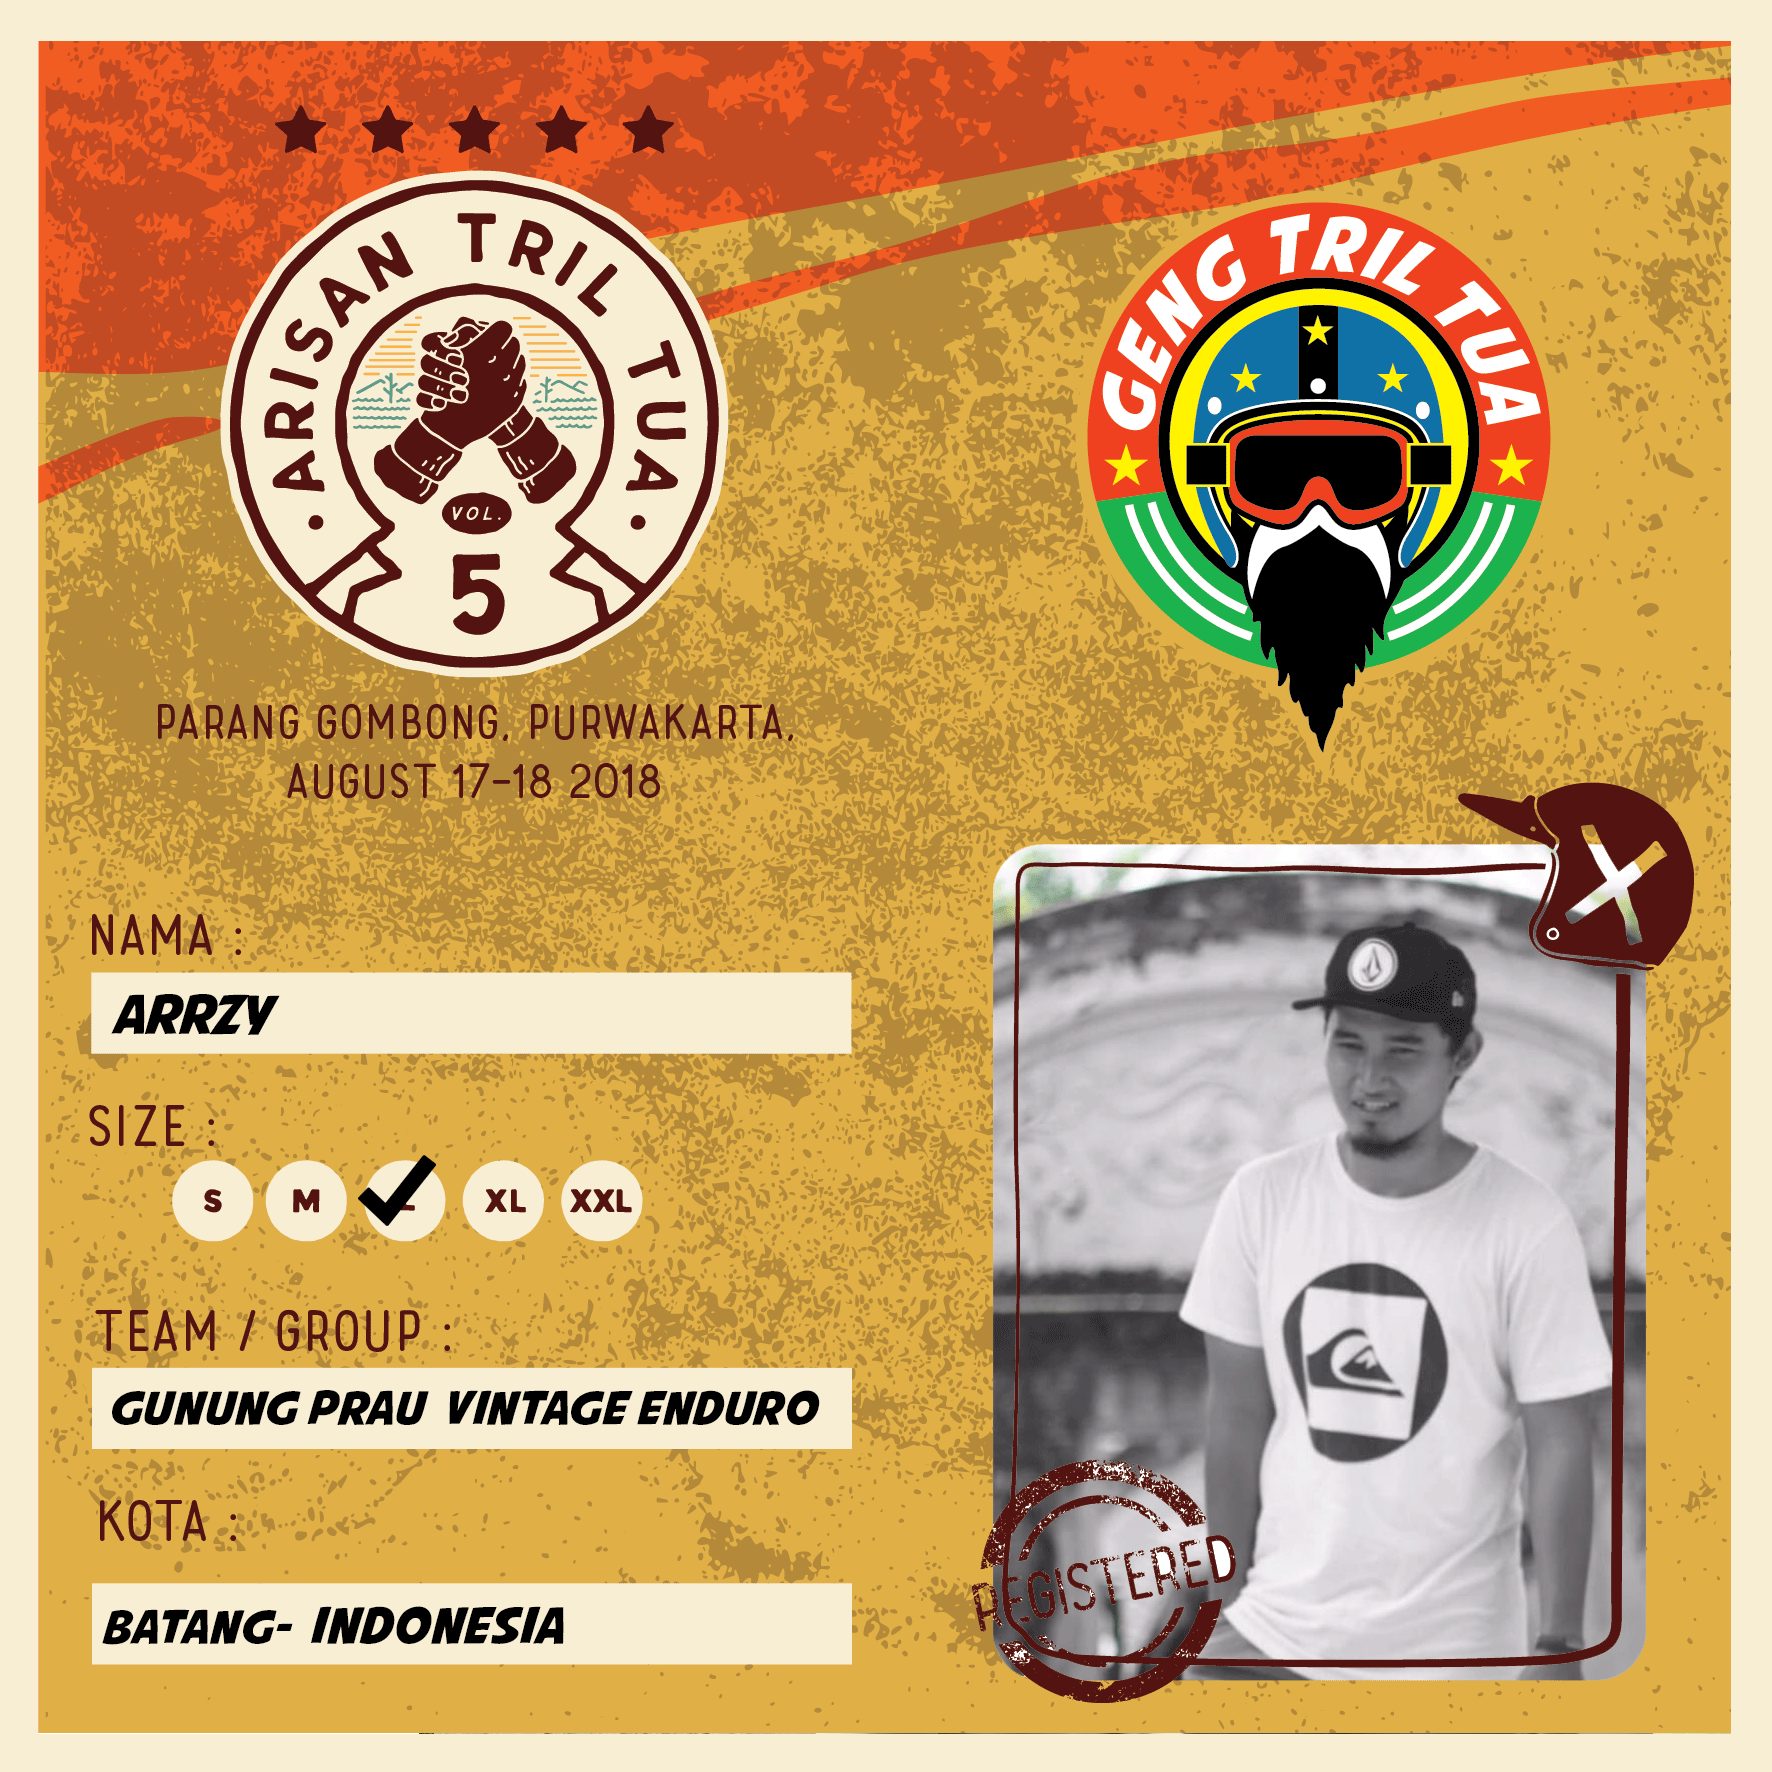 ARISAN TRIL TUA
VOL.
5
GENG TRIL TUA
PARANG GOMBONG, PURWAKARTA,
AUGUST 17-18 2018
NAMA :
ARRZY
SIZE :
S M L XL XXL
TEAM / GROUP :
GUNUNG PRAU VINTAGE ENDURO
KOTA :
BATANG- INDONESIA
REGISTERED